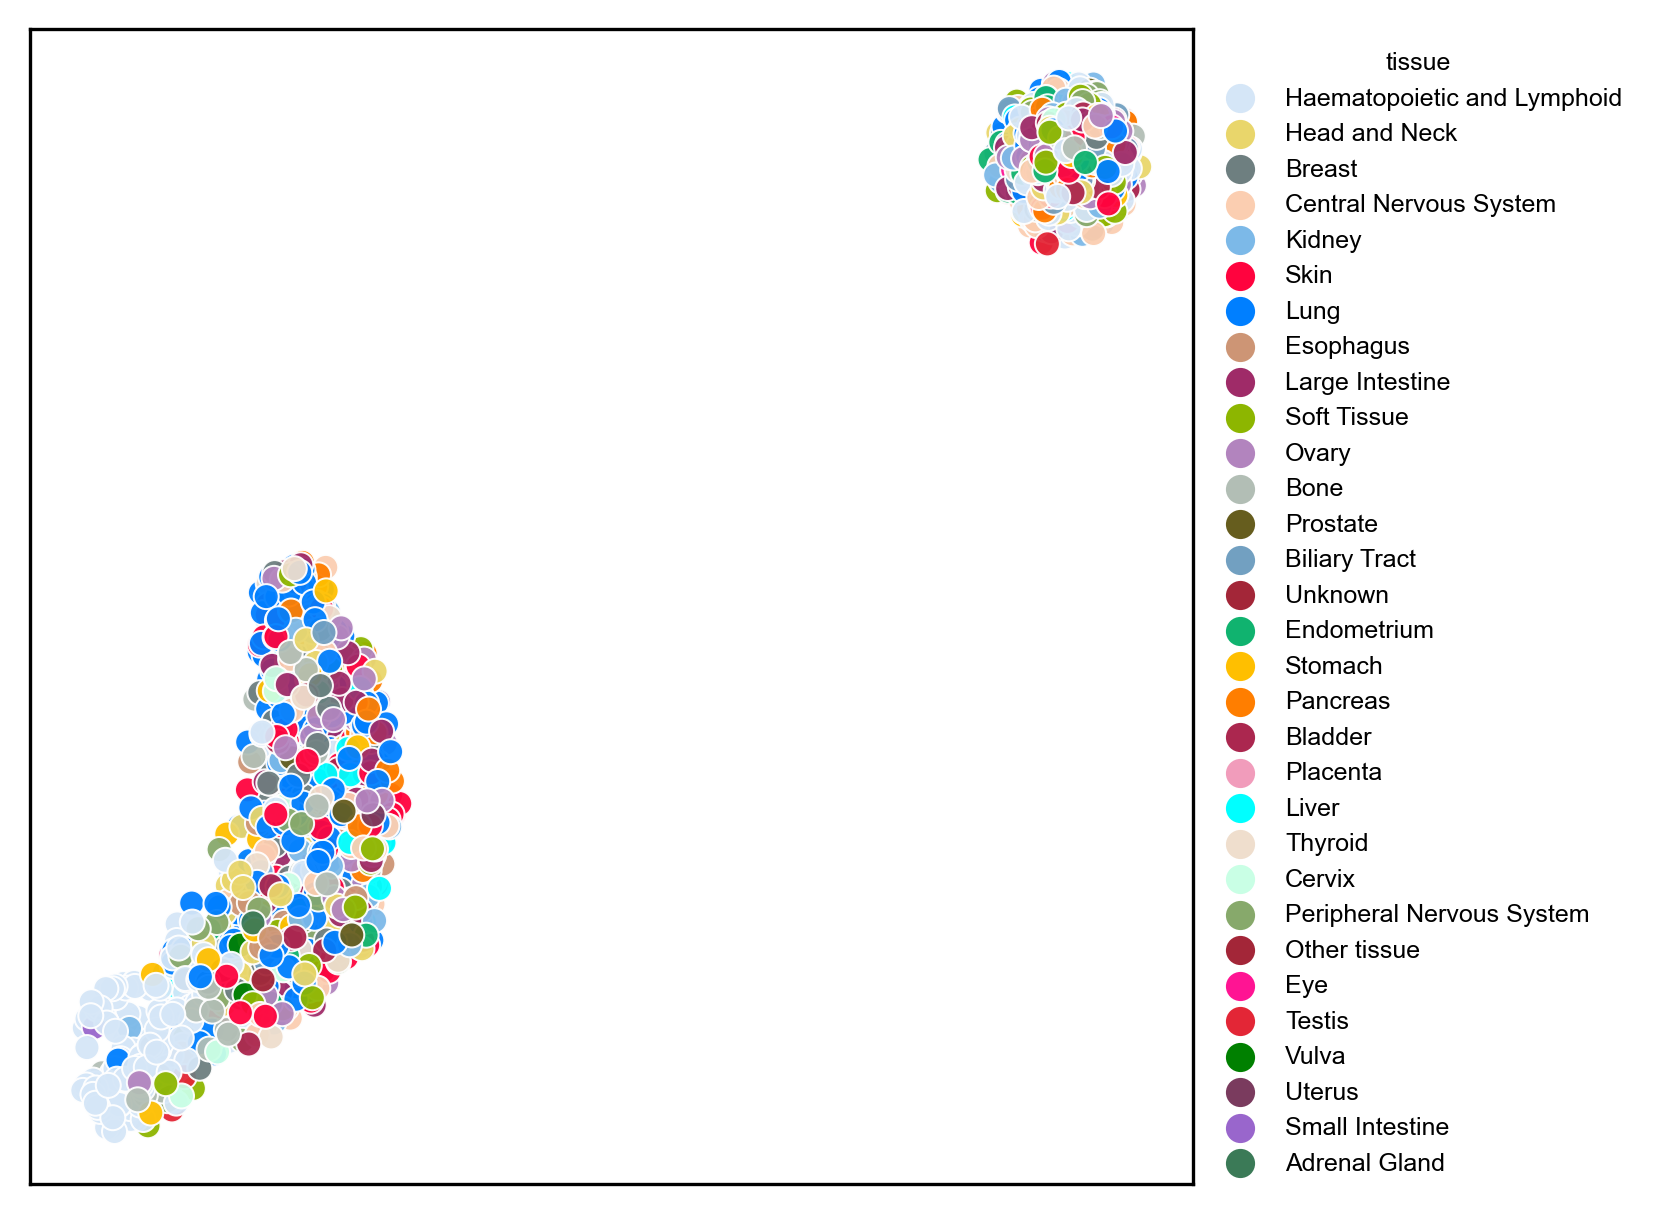 tissue
Haematopoietic and Lymphoid
Head and Neck
Breast
Central Nervous System
Kidney
Skin
Lung
Esophagus
Large Intestine
Soft Tissue
Ovary
Bone
Prostate
Biliary Tract
Unknown
Endometrium
Stomach
Pancreas
Bladder
Placenta
Liver
Thyroid
Cervix
Peripheral Nervous System
Other tissue
Eye
Testis
Vulva
Uterus
Small Intestine
Adrenal Gland